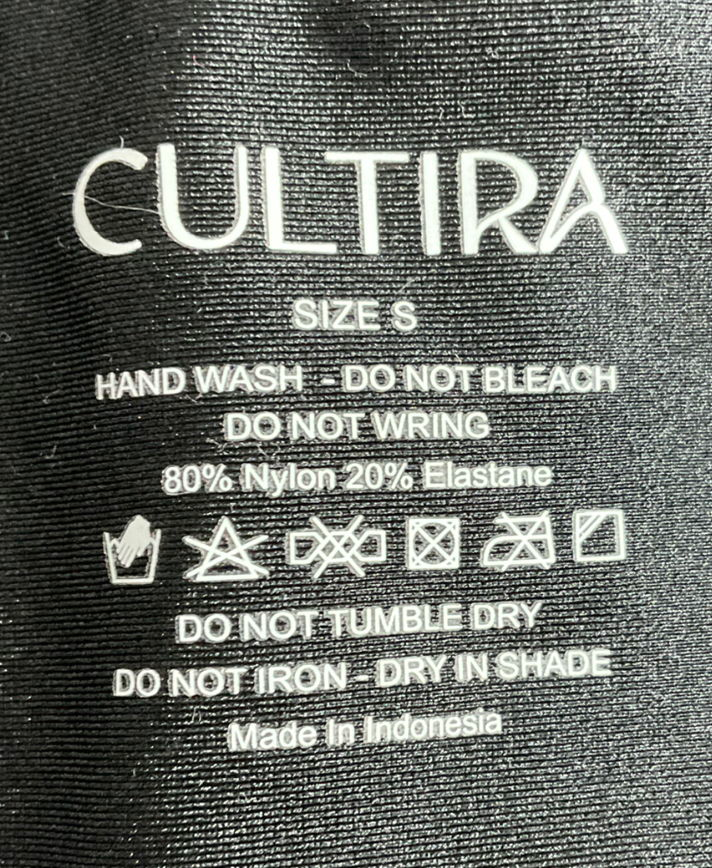 CULTIRA
SIZE S
HAND WASH - DO NOT BLEACH
DO NOT WRING
80% Nylon 20% Elastane
DO NOT TUMBLE DRY
DO NOT IRON - DRY IN SHADE
Made In Indonesia